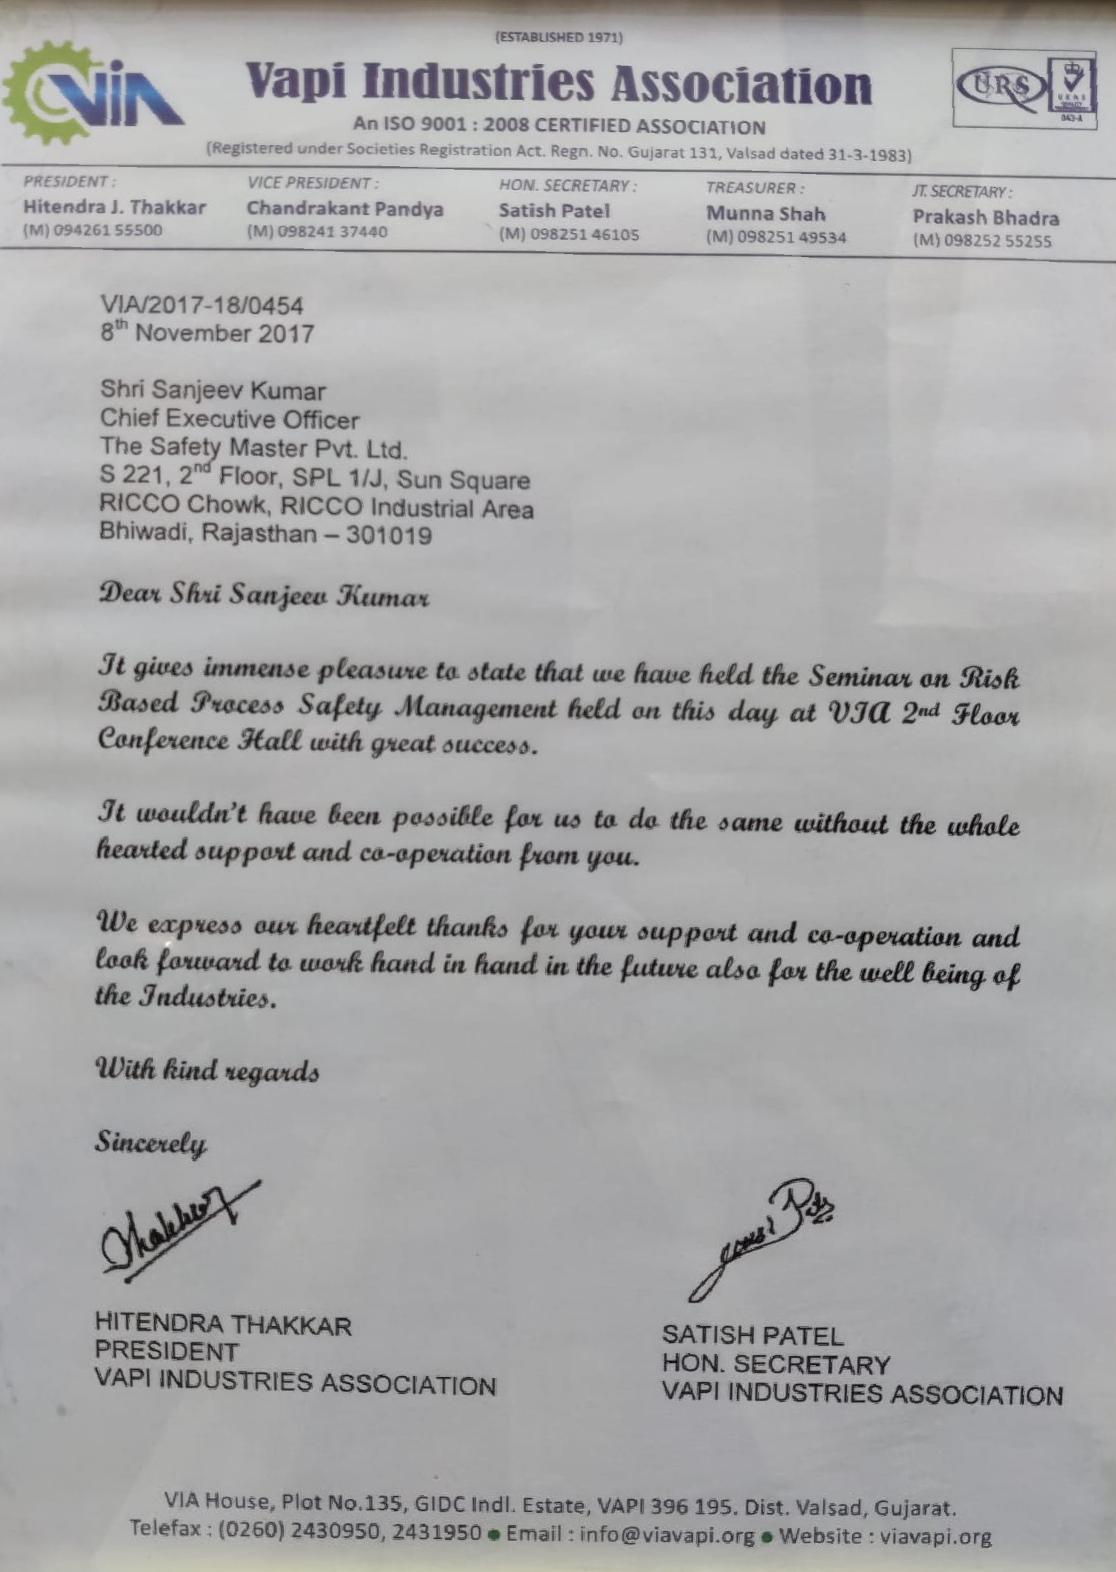 (ESTABLISHED 1971)
VIA
Vapi Industries Association
URS
An ISO 9001 : 2008 CERTIFIED ASSOCIATION
(Registered under Societies Registration Act. Regn. No. Gujarat 131, Valsad dated 31-3-1983)
PRESIDENT : VICE PRESIDENT : HON. SECRETARY : TREASURER : JT. SECRETARY :
Hitendra J. Thakkar Chandrakant Pandya Satish Patel Munna Shah Prakash Bhadra
(M) 094261 55500 (M) 098241 37440 (M) 098251 46105 (M) 098251 49534 (M) 098252 55255
VIA/2017-18/0454
8th November 2017
Shri Sanjeev Kumar
Chief Executive Officer
The Safety Master Pvt. Ltd.
S 221, 2nd Floor, SPL 1/J, Sun Square
RICCO Chowk, RICCO Industrial Area
Bhiwadi, Rajasthan – 301019
Dear Shri Sanjeev Kumar
It gives immense pleasure to state that we have held the Seminar on Risk
Based Process Safety Management held on this day at VIA 2nd Floor
Conference Hall with great success.
It wouldn't have been possible for us to do the same without the whole
hearted support and co-operation from you.
We express our heartfelt thanks for your support and co-operation and
look forward to work hand in hand in the future also for the well being of
the Industries.
With kind regards
Sincerely
HITENDRA THAKKAR
PRESIDENT
VAPI INDUSTRIES ASSOCIATION
SATISH PATEL
HON. SECRETARY
VAPI INDUSTRIES ASSOCIATION
VIA House, Plot No.135, GIDC Indl. Estate, VAPI 396 195. Dist. Valsad, Gujarat.
Telefax : (0260) 2430950, 2431950 ● Email : info@viavapi.org ● Website : viavapi.org